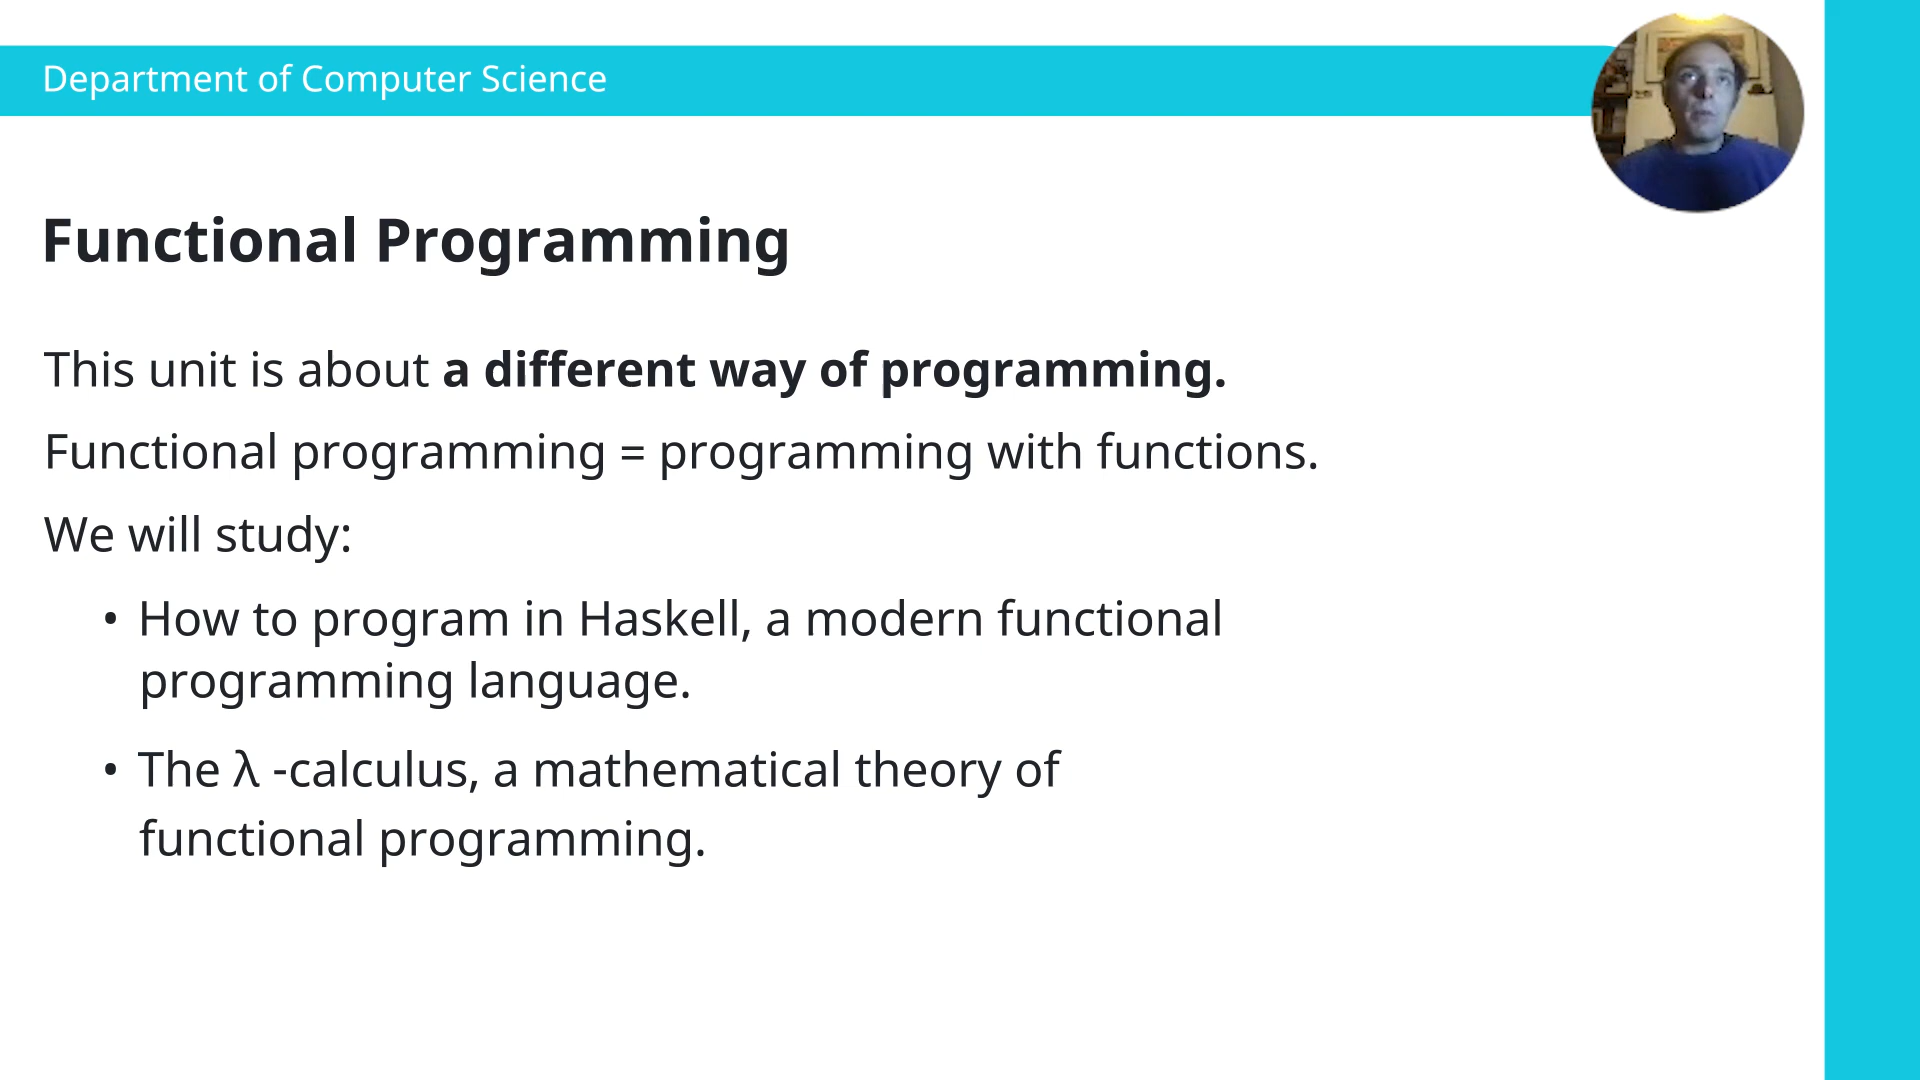 Department of Computer Science
Functional Programming
This unit is about a different way of programming.
Functional programming = programming with functions.
We will study:
• How to program in Haskell, a modern functional
programming language.
• The λ -calculus, a mathematical theory of
functional programming.